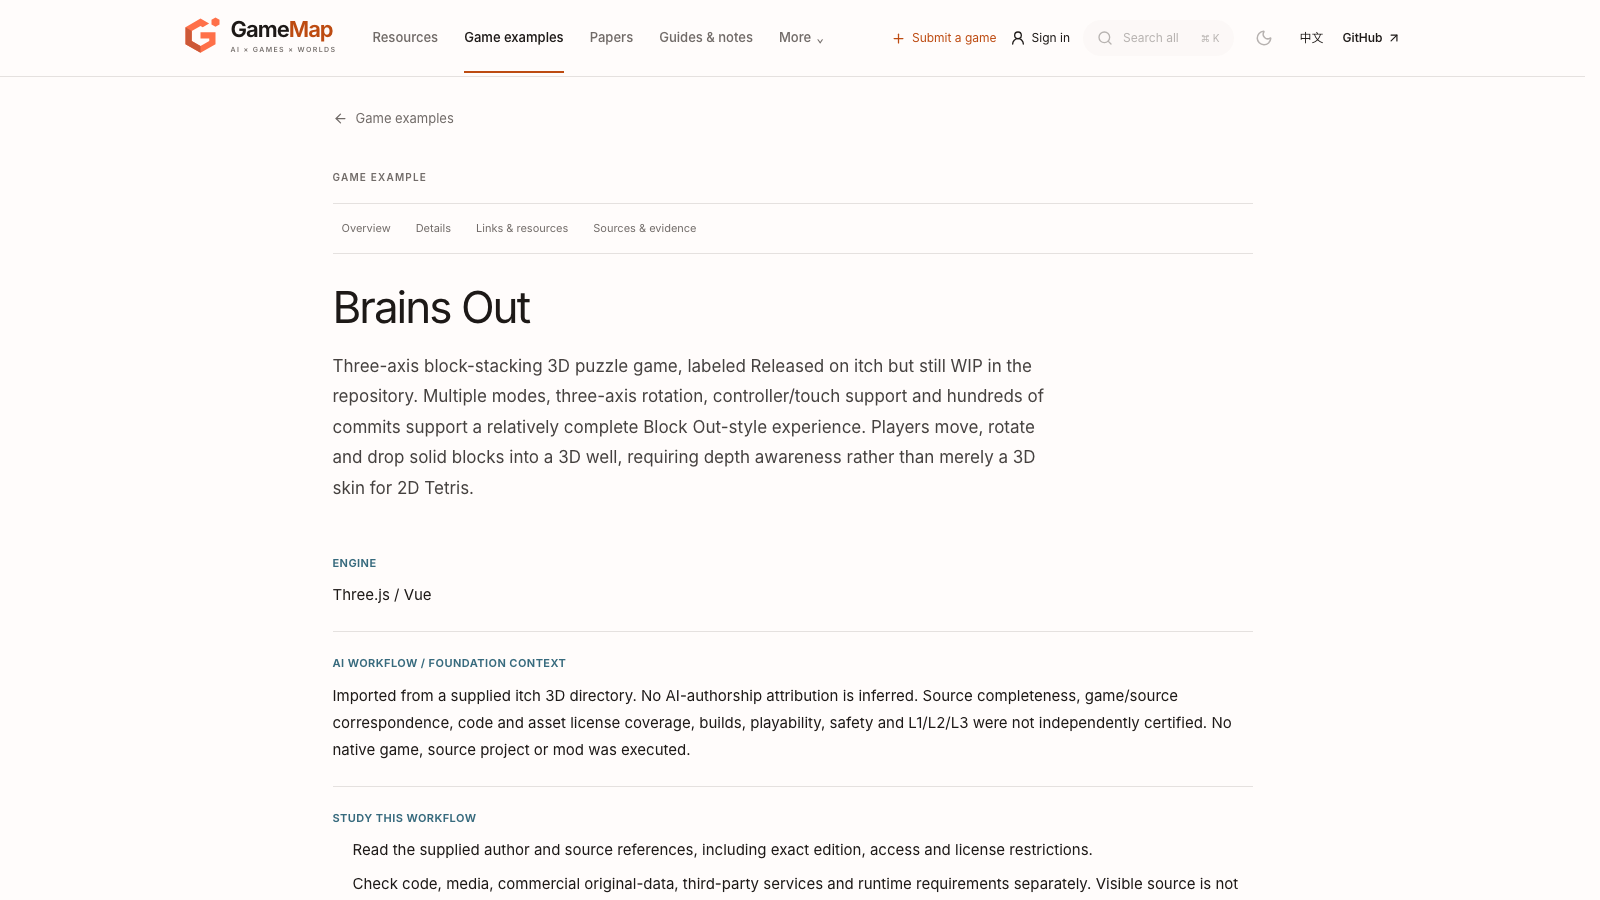 GameMap
AI × GAMES × WORLDS
Resources
Game examples
Papers
Guides & notes
More
Submit a game
Sign in
Search all
⌘ K
中文
GitHub
Game examples
GAME EXAMPLE
Overview
Details
Links & resources
Sources & evidence
Brains Out
Three-axis block-stacking 3D puzzle game, labeled Released on itch but still WIP in the
repository. Multiple modes, three-axis rotation, controller/touch support and hundreds of
commits support a relatively complete Block Out-style experience. Players move, rotate
and drop solid blocks into a 3D well, requiring depth awareness rather than merely a 3D
skin for 2D Tetris.
ENGINE
Three.js / Vue
AI WORKFLOW / FOUNDATION CONTEXT
Imported from a supplied itch 3D directory. No AI-authorship attribution is inferred. Source completeness, game/source
correspondence, code and asset license coverage, builds, playability, safety and L1/L2/L3 were not independently certified. No
native game, source project or mod was executed.
STUDY THIS WORKFLOW
Read the supplied author and source references, including exact edition, access and license restrictions.
Check code, media, commercial original-data, third-party services and runtime requirements separately. Visible source is not